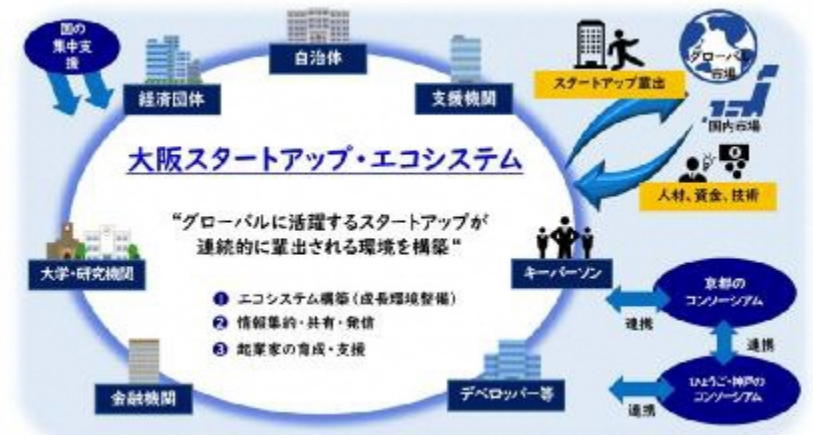 国の
集中支
援
自治体
経済団体
支援機関
スタートアップ輩出
グローバル
市場
国内市場
人材、資金、技術
大阪スタートアップ・エコシステム
“グローバルに活躍するスタートアップが
連続的に輩出される環境を構築“
大学・研究機関
キーパーソン
❶ エコシステム構築（成長環境整備）
❷ 情報集約・共有・発信
❸ 起業家の育成・支援
金融機関
デベロッパー等
京都の
コンソーシアム
連携
連携
ひょうご・神戸の
コンソーシアム
連携